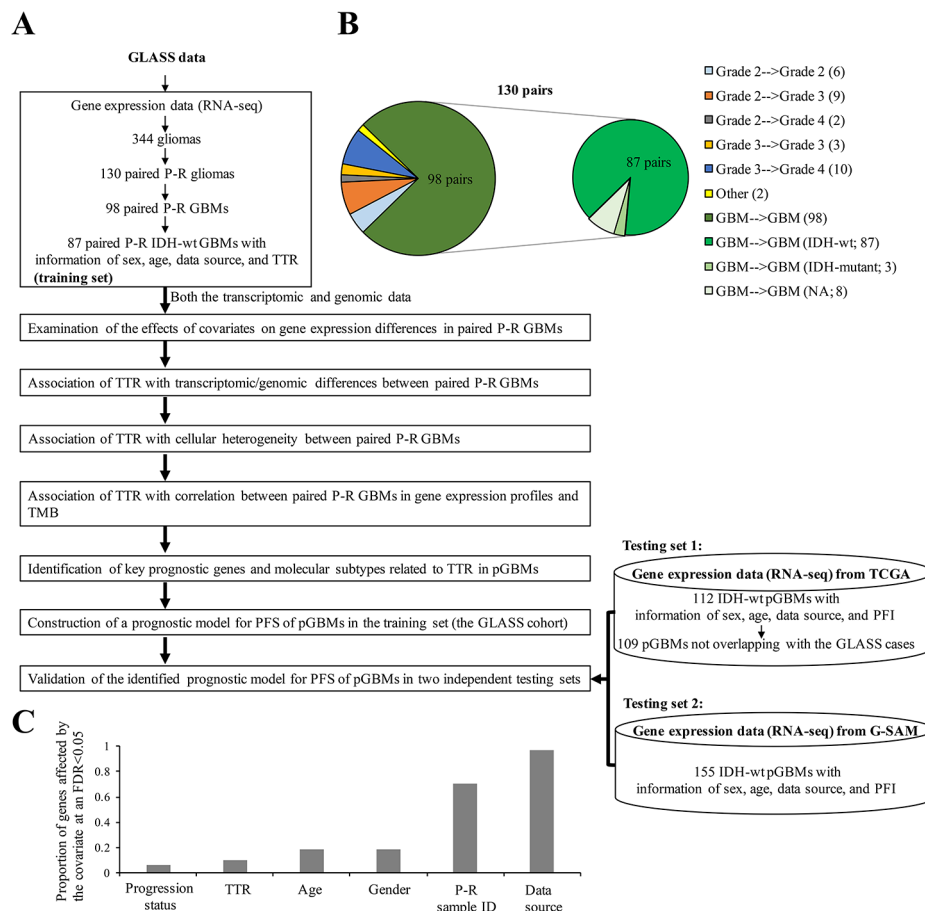 A
GLASS data
Gene expression data (RNA-seq)
344 gliomas
130 paired P-R gliomas
98 paired P-R GBMs
87 paired P-R IDH-wt GBMs with
information of sex, age, data source, and TTR
(training set)
Both the transcriptomic and genomic data
Examination of the effects of covariates on gene expression differences in paired P-R GBMs
Association of TTR with transcriptomic/genomic differences between paired P-R GBMs
Association of TTR with cellular heterogeneity between paired P-R GBMs
Association of TTR with correlation between paired P-R GBMs in gene expression profiles and
TMB
Identification of key prognostic genes and molecular subtypes related to TTR in pGBMs
Construction of a prognostic model for PFS of pGBMs in the training set (the GLASS cohort)
Validation of the identified prognostic model for PFS of pGBMs in two independent testing sets
Testing set 1:
Gene expression data (RNA-seq) from TCGA
112 IDH-wt pGBMs with
information of sex, age, data source, and PFI
109 pGBMs not overlapping with the GLASS cases
Testing set 2:
Gene expression data (RNA-seq) from G-SAM
155 IDH-wt pGBMs with
information of sex, age, data source, and PFI
B
130 pairs
98 pairs
87 pairs
Grade 2-->Grade 2 (6)
Grade 2-->Grade 3 (9)
Grade 2-->Grade 4 (2)
Grade 3-->Grade 3 (3)
Grade 3-->Grade 4 (10)
Other (2)
GBM-->GBM (98)
GBM-->GBM (IDH-wt; 87)
GBM-->GBM (IDH-mutant; 3)
GBM-->GBM (NA; 8)
C
Proportion of genes affected by
the covariate at an FDR<0.05
1
0.8
0.6
0.4
0.2
0
Progression
status
TTR
Age
Gender
P-R
sample ID
Data
source